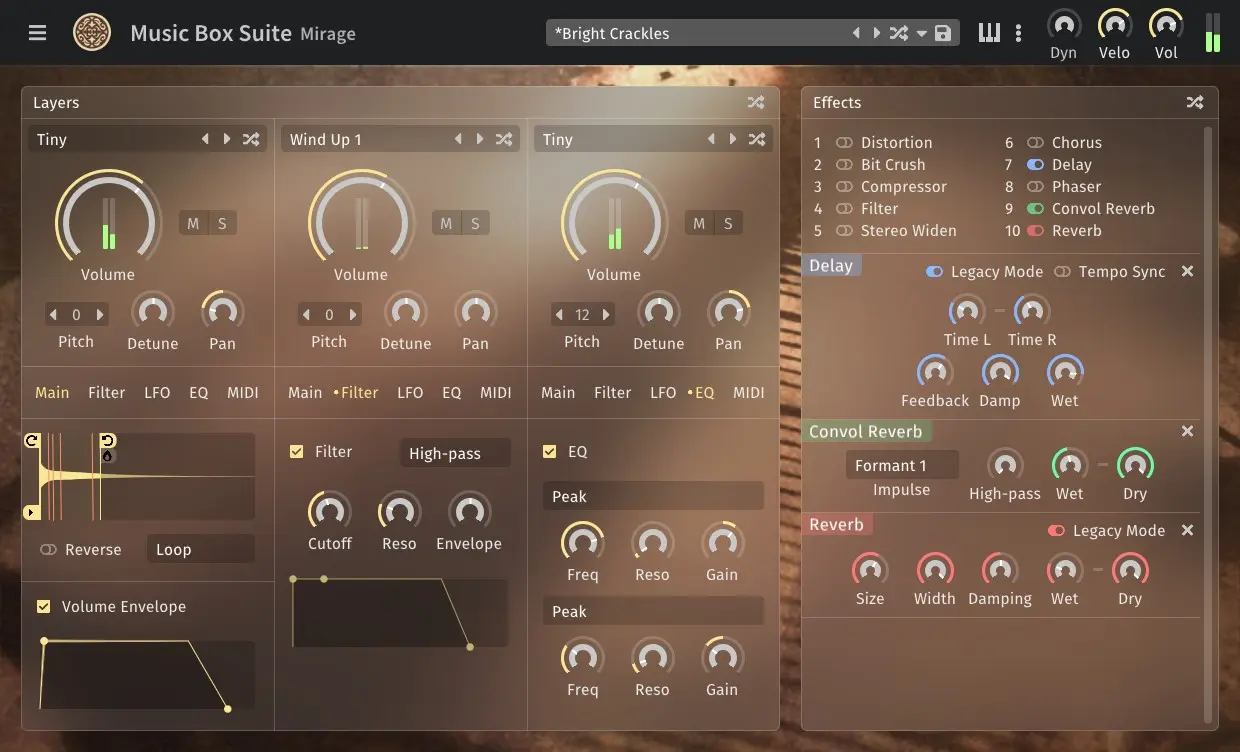 Music Box Suite Mirage
*Bright Crackles
Dyn Velo Vol
Layers
Tiny
Volume
M S
0
Pitch Detune Pan
Main Filter LFO EQ MIDI
Reverse Loop
Volume Envelope
Wind Up 1
Volume
M S
0
Pitch Detune Pan
Main •Filter LFO EQ MIDI
Filter High-pass
Cutoff Reso Envelope
Tiny
Volume
M S
12
Pitch Detune Pan
Main Filter LFO •EQ MIDI
EQ
Peak
Freq Reso Gain
Peak
Freq Reso Gain
Effects
1 Distortion
2 Bit Crush
3 Compressor
4 Filter
5 Stereo Widen
6 Chorus
7 Delay
8 Phaser
9 Convol Reverb
10 Reverb
Delay Legacy Mode Tempo Sync
Time L Time R
Feedback Damp Wet
Convol Reverb
Formant 1
Impulse High-pass Wet Dry
Reverb Legacy Mode
Size Width Damping Wet Dry